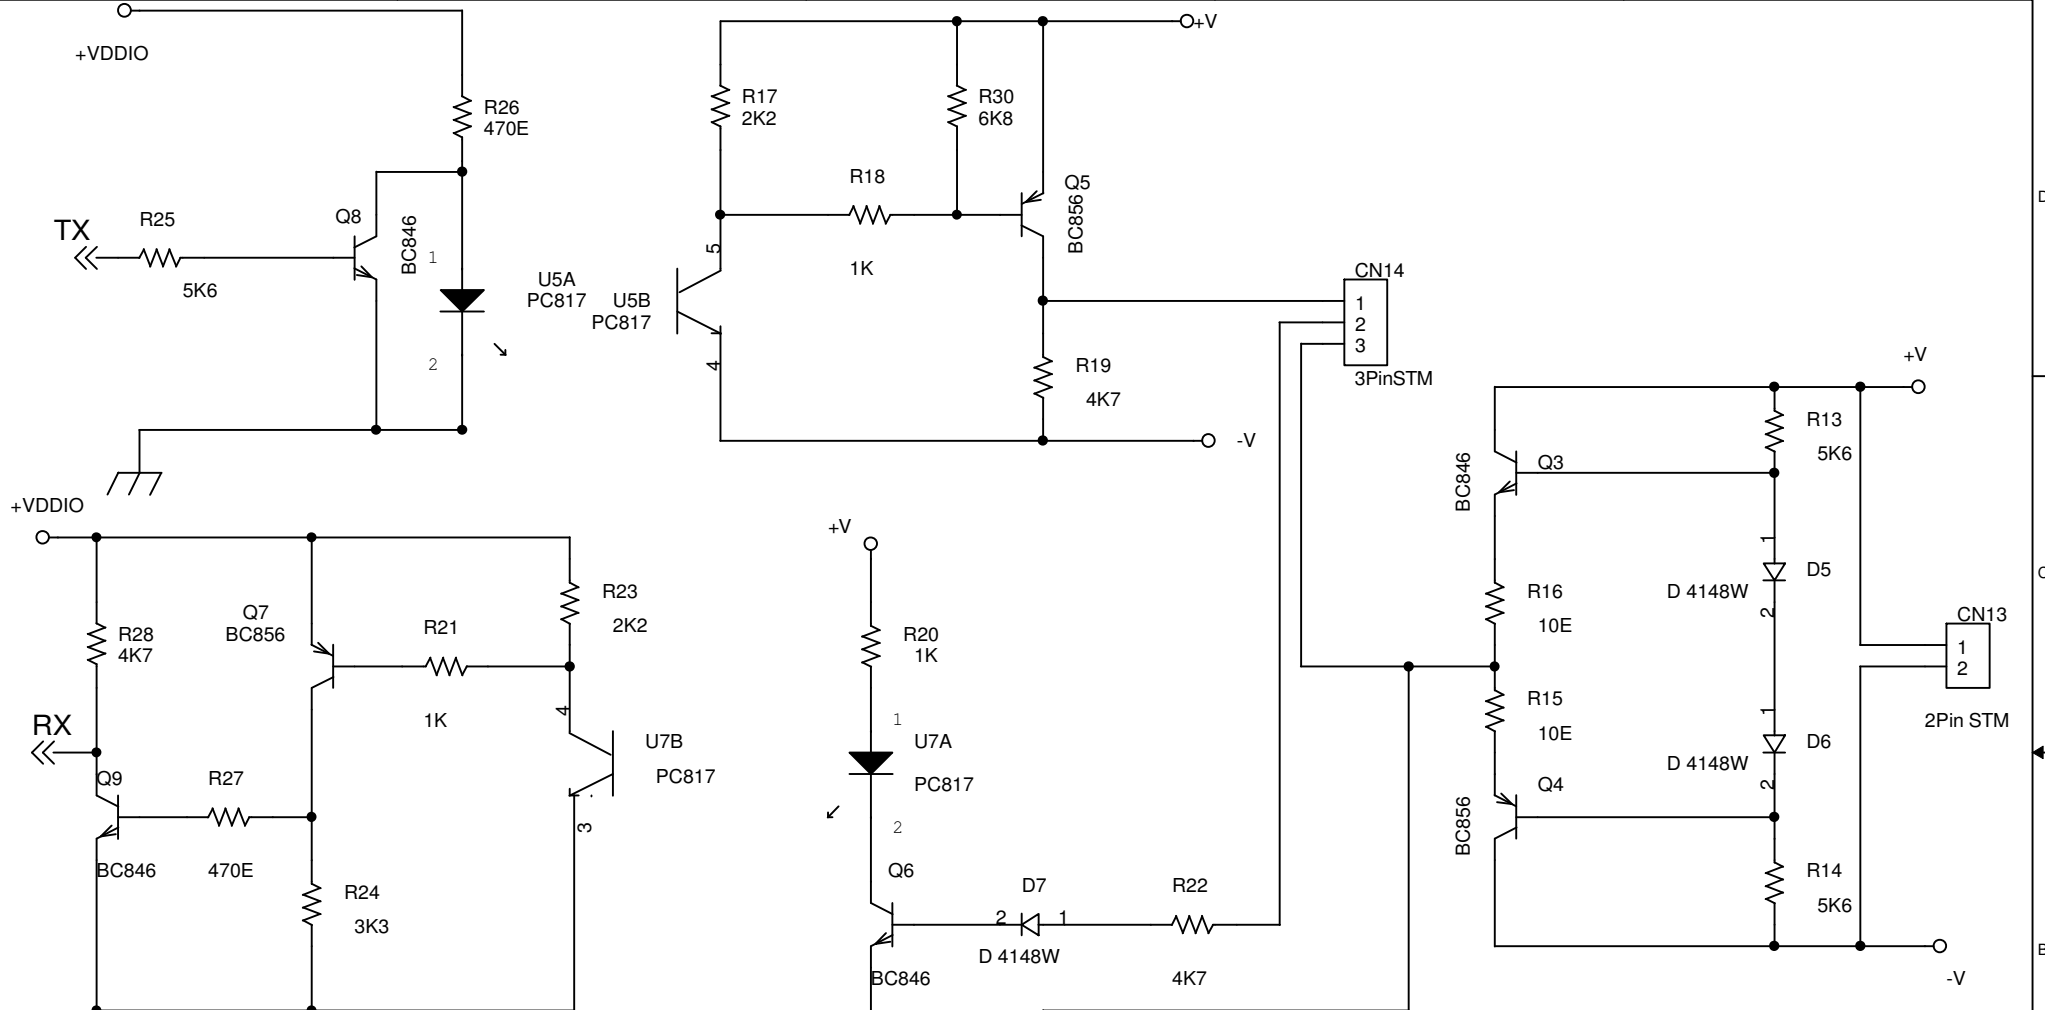 +VDDIO
R26
470E
TX
R25
5K6
Q8
BC846
1
2
U5A
PC817
+V
R17
2K2
R30
6K8
R18
1K
Q5
BC856
5
U5B
PC817
4
R19
4K7
-V
CN14
1
2
3
3PinSTM
+V
R13
5K6
Q3
BC846
1
D5
D 4148W
2
R16
10E
R15
10E
CN13
1
2
2Pin STM
1
D6
D 4148W
2
Q4
BC856
R14
5K6
-V
+VDDIO
R28
4K7
Q7
BC856
R21
1K
R23
2K2
4
U7B
PC817
3
RX
Q9
BC846
R27
470E
R24
3K3
+V
R20
1K
1
U7A
PC817
2
Q6
BC846
D7
2
1
D 4148W
R22
4K7
D
C
B